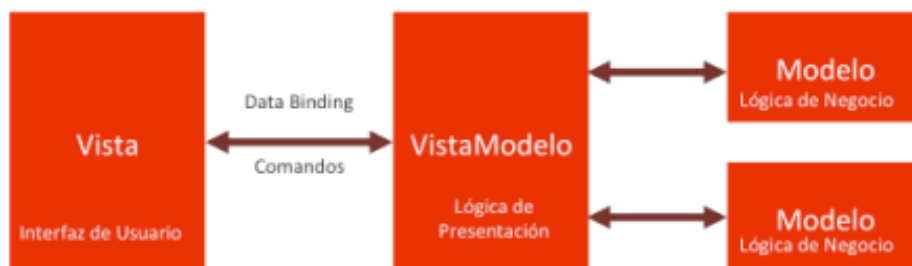 Vista
Interfaz de Usuario
Data Binding
Comandos
VistaModelo
Lógica de
Presentación
Modelo
Lógica de Negocio
Modelo
Lógica de Negocio